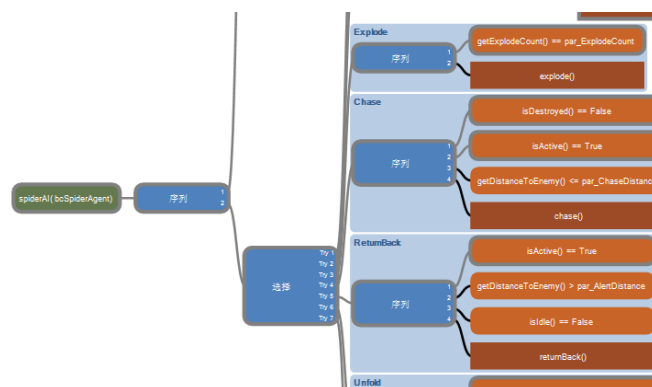 Explode
序列
1
2
getExplodeCount() == par_ExplodeCount
explode()
Chase
序列
1
2
3
4
isDestroyed() == False
isActive() == True
getDistanceToEnemy() <= par_ChaseDistance
chase()
spiderAI( bcSpiderAgent)
序列
1
2
选择
Try 1
Try 2
Try 3
Try 4
Try 5
Try 6
Try 7
ReturnBack
序列
1
2
3
4
isActive() == True
getDistanceToEnemy() > par_AlertDistance
isIdle() == False
returnBack()
Unfold